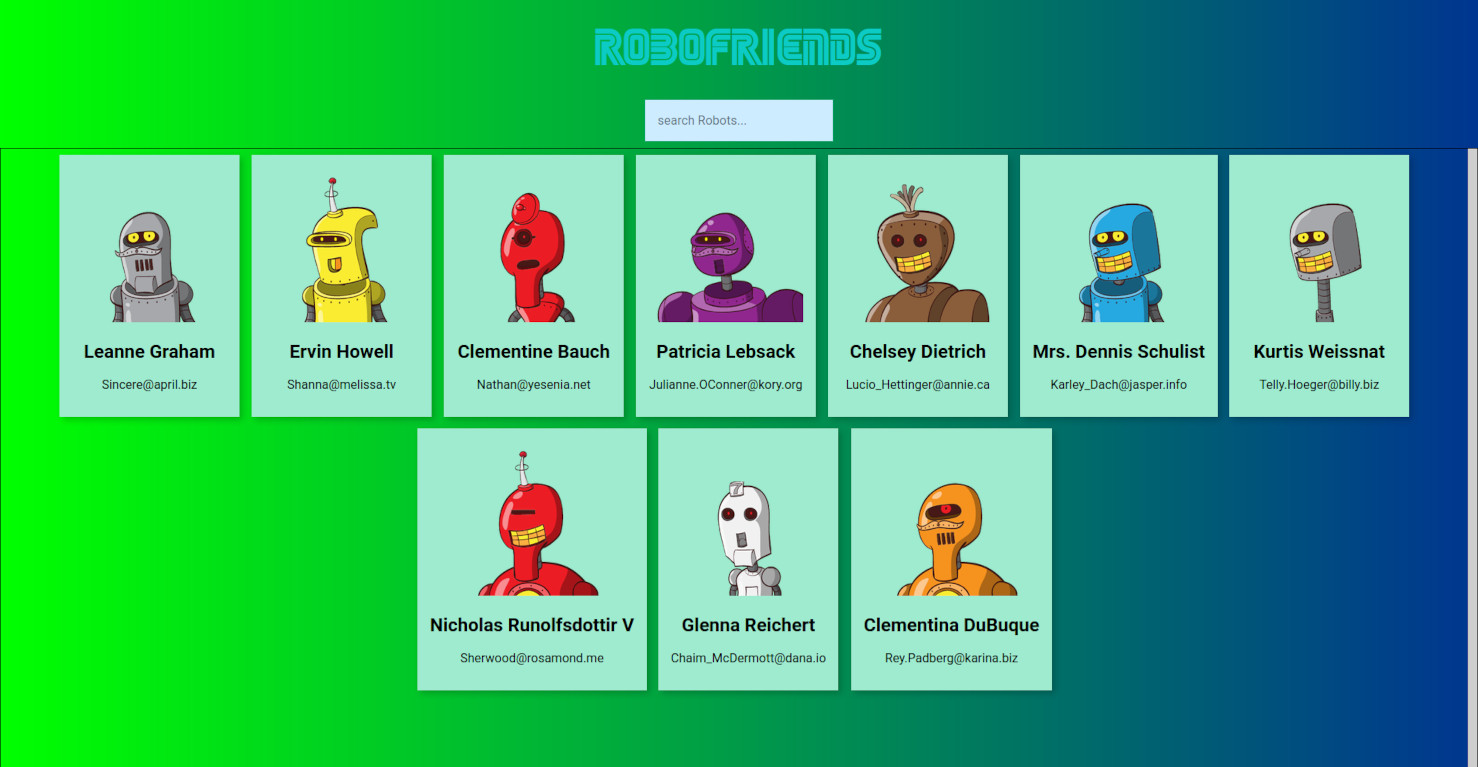 ROBOFRIENDS
search Robots...
Leanne Graham
Sincere@april.biz
Ervin Howell
Shanna@melissa.tv
Clementine Bauch
Nathan@yesenia.net
Patricia Lebsack
Julianne.OConner@kory.org
Chelsey Dietrich
Lucio_Hettinger@annie.ca
Mrs. Dennis Schulist
Karley_Dach@jasper.info
Kurtis Weissnat
Telly.Hoeger@billy.biz
Nicholas Runolfsdottir V
Sherwood@rosamond.me
Glenna Reichert
Chaim_McDermott@dana.io
Clementina DuBuque
Rey.Padberg@karina.biz